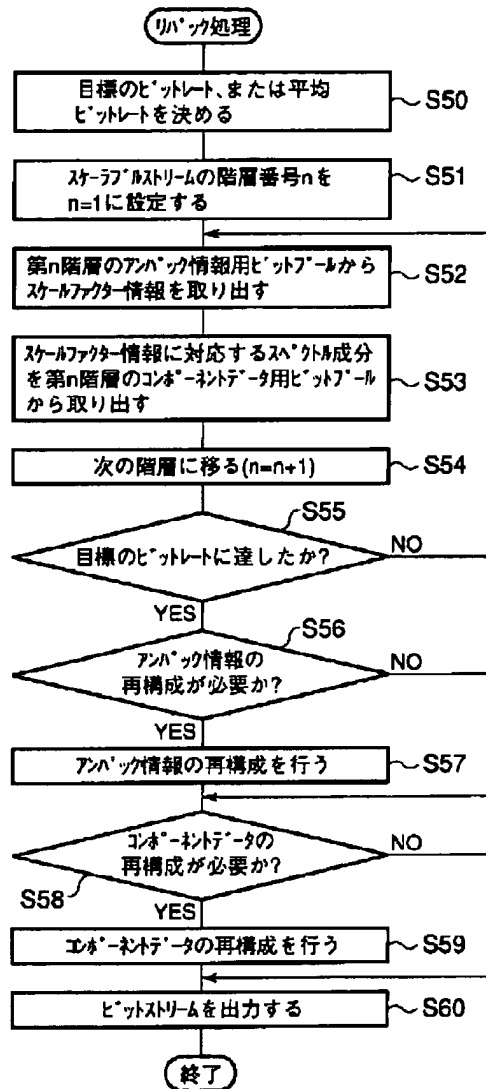 リパック処理
目標のビットレート、または平均
ビットレートを決める
S50
スケーラブルストリームの階層番号nを
n=1に設定する
S51
第n階層のアンパック情報用ビットプールから
スケールファクター情報を取り出す
S52
スケールファクター情報に対応するスペクトル成分
を第n階層のコンポーネントデータ用ビットプール
から取り出す
S53
次の階層に移る(n=n+1)
S54
S55
目標のビットレートに達したか?
NO
YES
S56
アンパック情報の
再構成が必要か?
NO
YES
アンパック情報の再構成を行う
S57
コンポーネントデータの
再構成が必要か?
NO
S58
YES
コンポーネントデータの再構成を行う
S59
ビットストリームを出力する
S60
終了